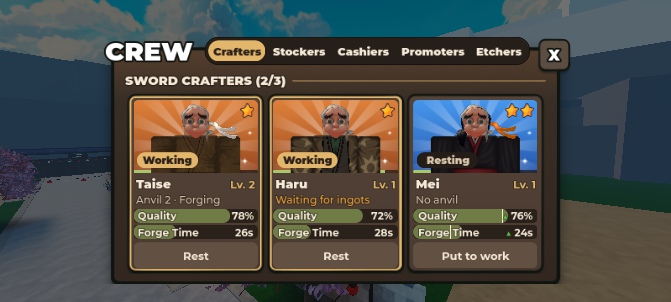 CREW
Crafters Stockers Cashiers Promoters Etchers X
SWORD CRAFTERS (2/3)
Working Working Resting
Taise Lv. 2
Anvil 2 · Forging
Quality 78%
Forge Time 26s
Rest
Haru Lv. 1
Waiting for ingots
Quality 72%
Forge Time 28s
Rest
Mei Lv. 1
No anvil
Quality 76%
Forge Time 24s
Put to work